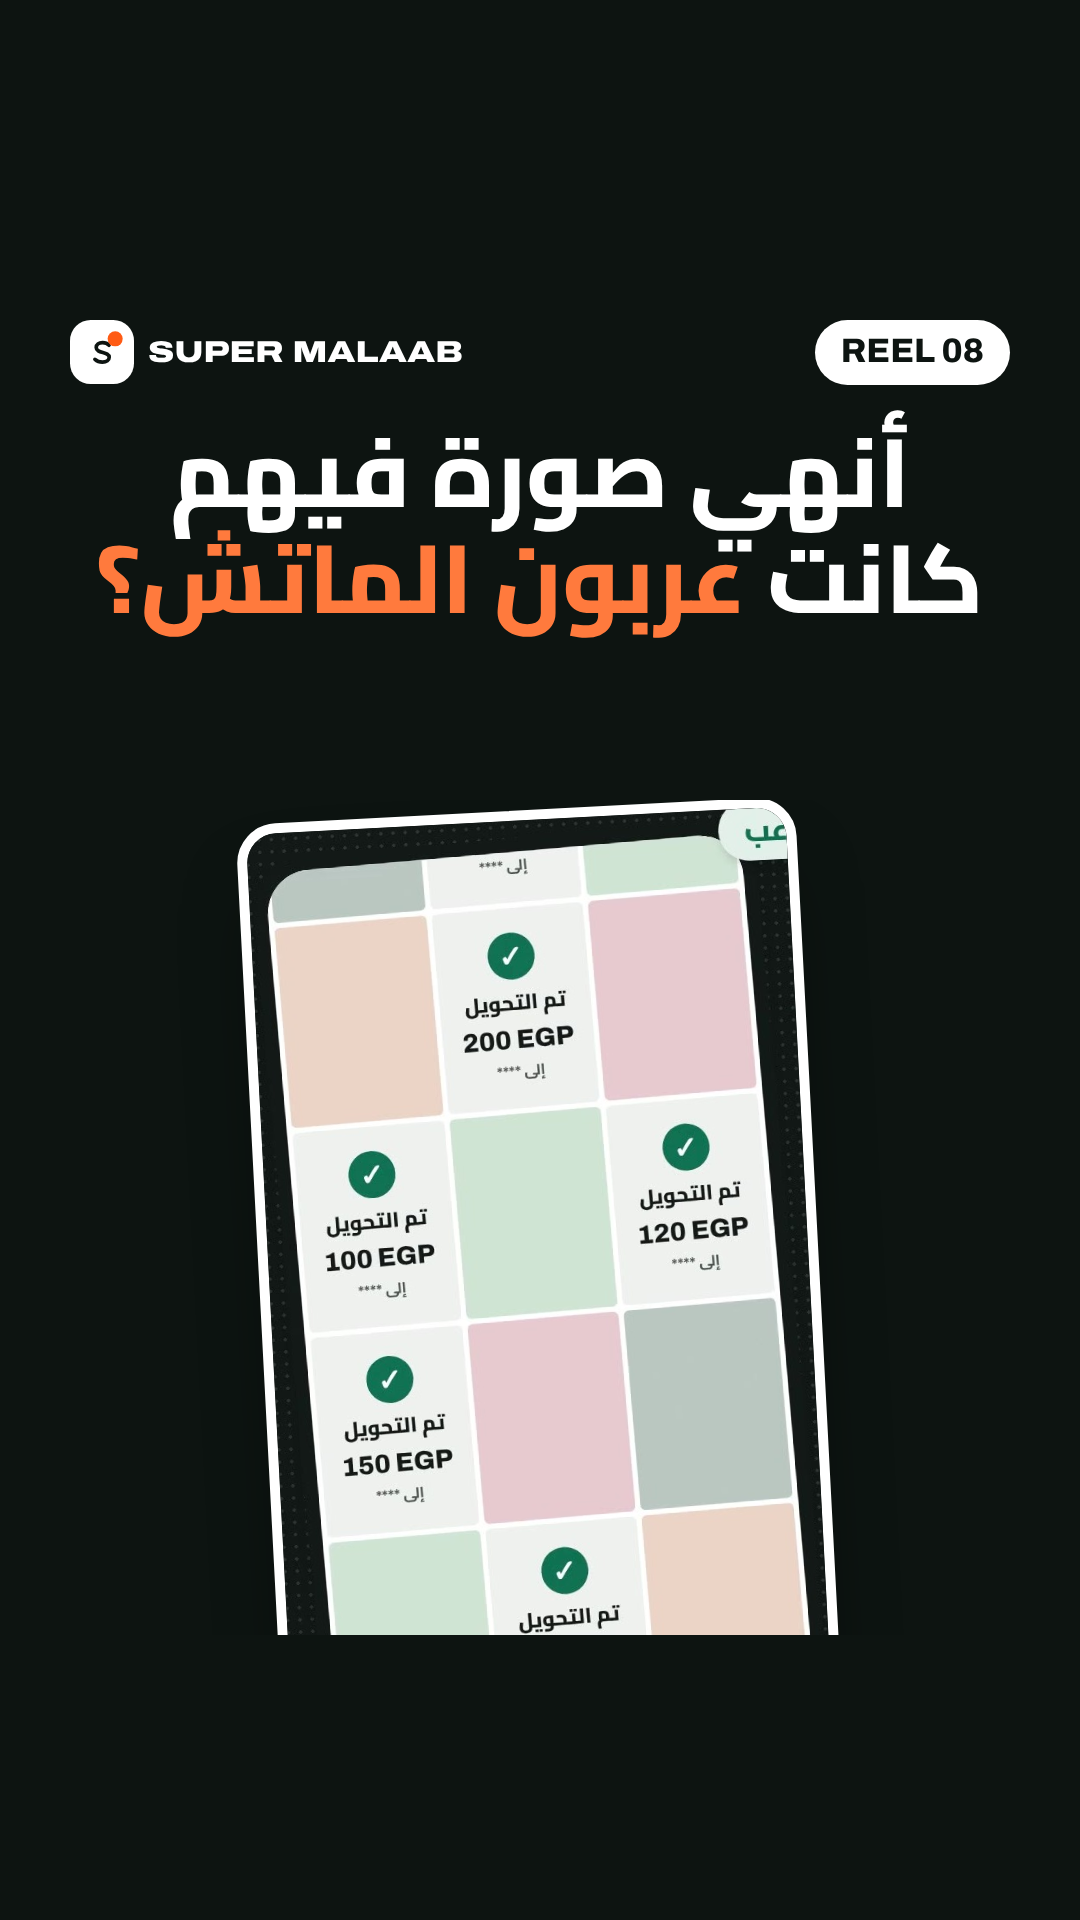 SUPER MALAAB
REEL 08
أنهي صورة فيهم
كانت عربون الماتش؟
إلى ****
تم التحويل
200 EGP
إلى ****
تم التحويل
100 EGP
إلى ****
تم التحويل
120 EGP
إلى ****
تم التحويل
150 EGP
إلى ****
تم التحويل